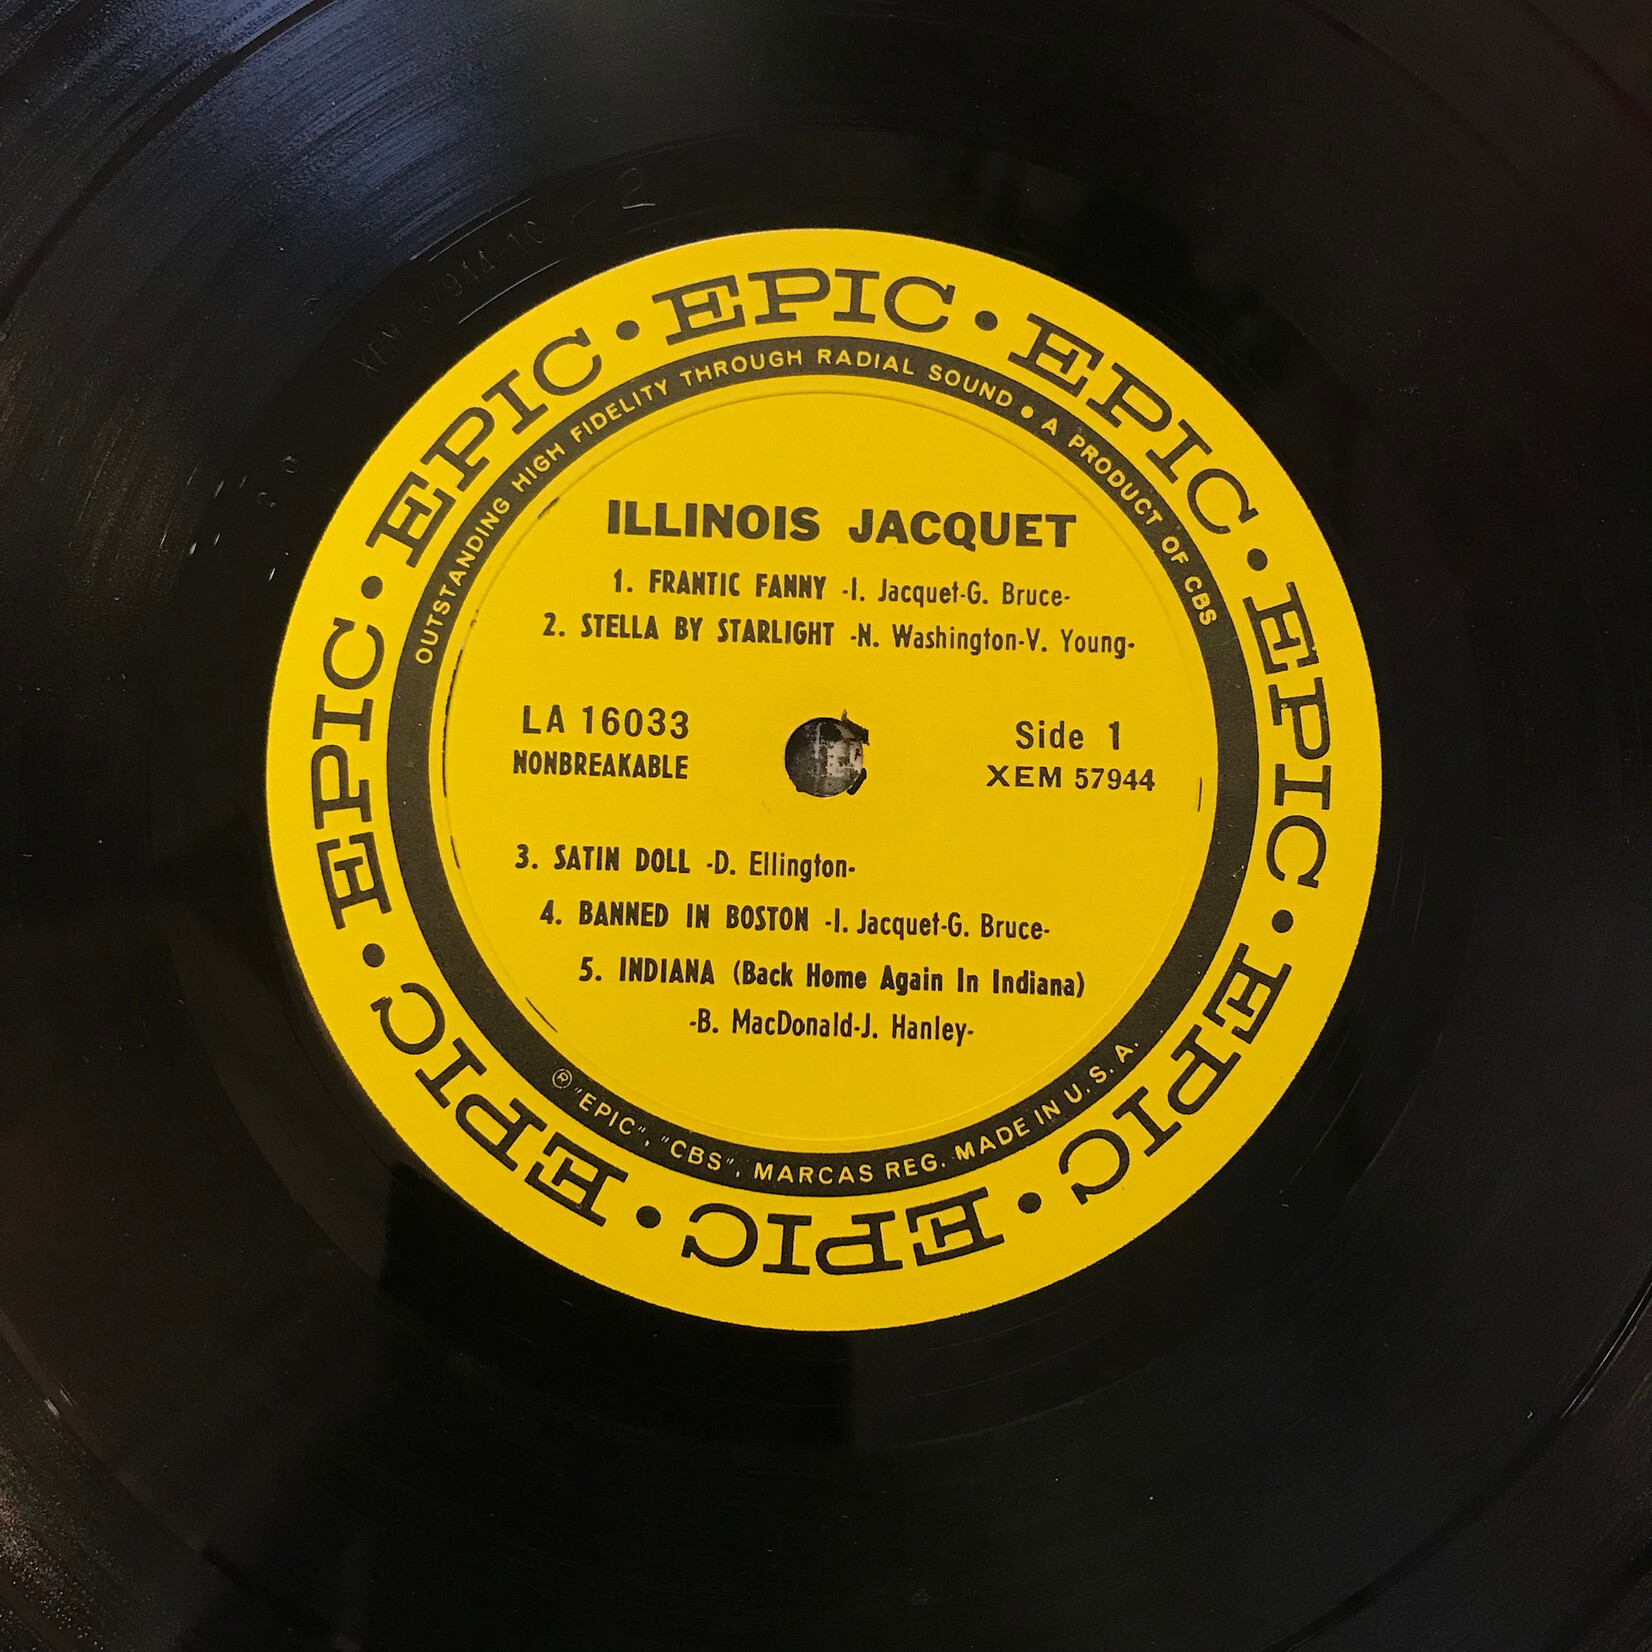 EPIC • EPIC • EPIC • EPIC • EPIC • EPIC • EPIC • EPIC •
OUTSTANDING HIGH FIDELITY THROUGH RADIAL SOUND • A PRODUCT OF CBS
ILLINOIS JACQUET
1. FRANTIC FANNY -I. Jacquet-G. Bruce-
2. STELLA BY STARLIGHT -N. Washington-V. Young-
LA 16033
NONBREAKABLE
Side 1
XEM 57944
3. SATIN DOLL -D. Ellington-
4. BANNED IN BOSTON -I. Jacquet-G. Bruce-
5. INDIANA (Back Home Again In Indiana)
-B. MacDonald-J. Hanley-
® "EPIC", "CBS", MARCAS REG. MADE IN U. S. A.